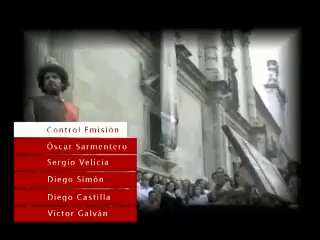 Control Emisión
Óscar Sarmentero
Sergio Velicia
Diego Simón
Diego Castilla
Víctor Galván